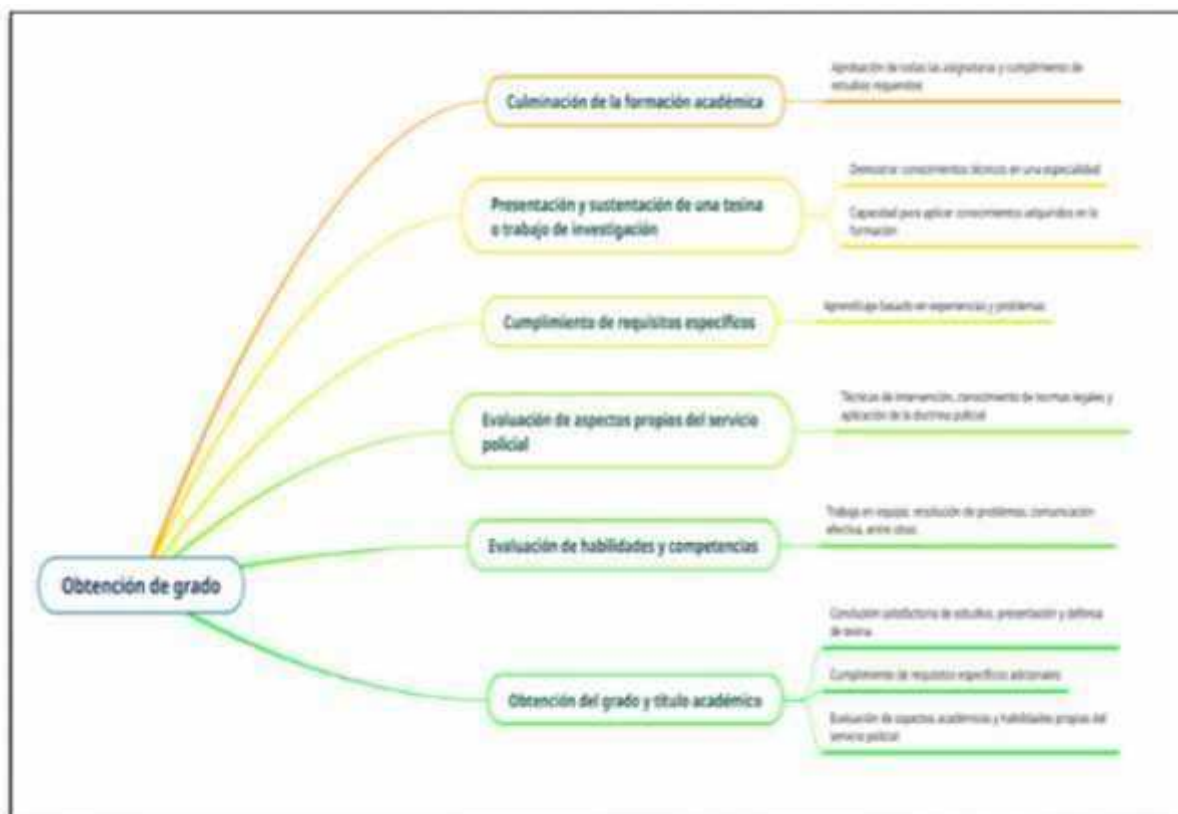 Culminación de la formación académica
Aprobación de todas las asignaturas y cumplimiento de
estudios requeridos
Presentación y sustentación de una tesina
o trabajo de investigación
Demostrar conocimientos técnicos en una especialidad
Capacidad para aplicar conocimientos adquiridos en la
formación
Cumplimiento de requisitos específicos
Aprendizaje basado en experiencias y problemas
Evaluación de aspectos propios del servicio
policial
Técnicas de intervención, conocimiento de normas legales y
aplicación de la doctrina policial
Evaluación de habilidades y competencias
Trabajo en equipo, resolución de problemas, comunicación
efectiva, entre otros
Obtención de grado
Obtención del grado y título académico
Conclusión satisfactoria de estudios, presentación y defensa
de tesina
Cumplimiento de requisitos específicos adicionales
Evaluación de aspectos académicos y habilidades propias del
servicio policial